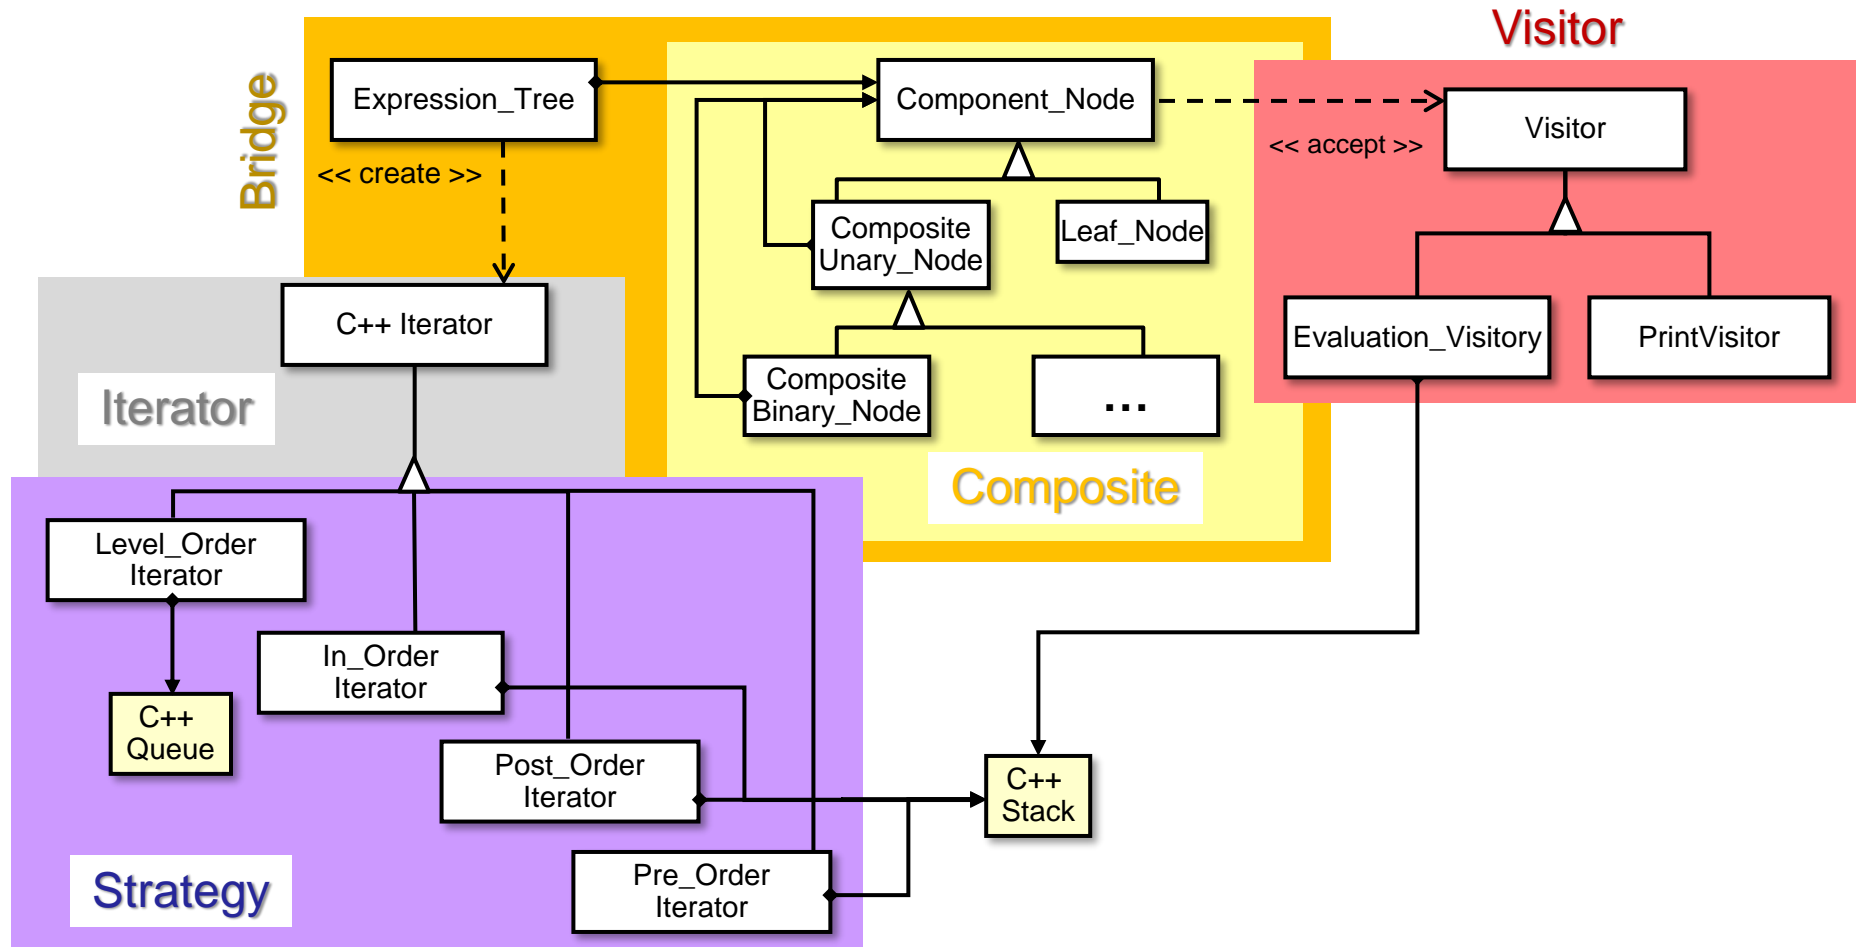 Visitor
Bridge
Expression_Tree
Component_Node
Visitor
<< accept >>
<< create >>
Composite
Unary_Node
Leaf_Node
C++ Iterator
Evaluation_Visitory
PrintVisitor
Iterator
Composite
Binary_Node
...
Composite
Level_Order
Iterator
In_Order
Iterator
C++
Queue
Post_Order
Iterator
C++
Stack
Strategy
Pre_Order
Iterator